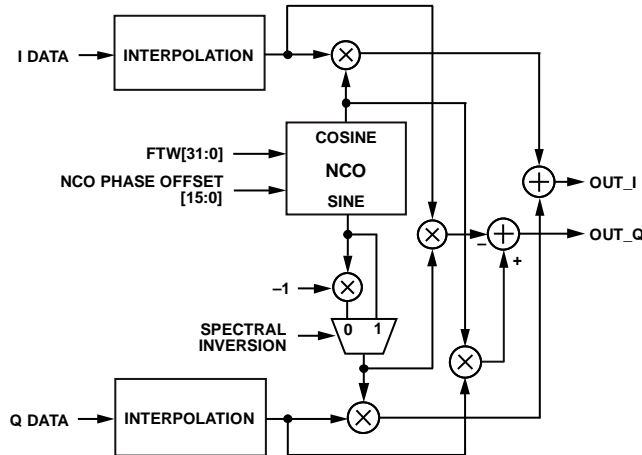 I DATA
INTERPOLATION
COSINE
FTW[31:0]
NCO
NCO PHASE OFFSET
[15:0]
SINE
OUT_I
OUT_Q
–
+
–1
0 1
SPECTRAL
INVERSION
Q DATA
INTERPOLATION